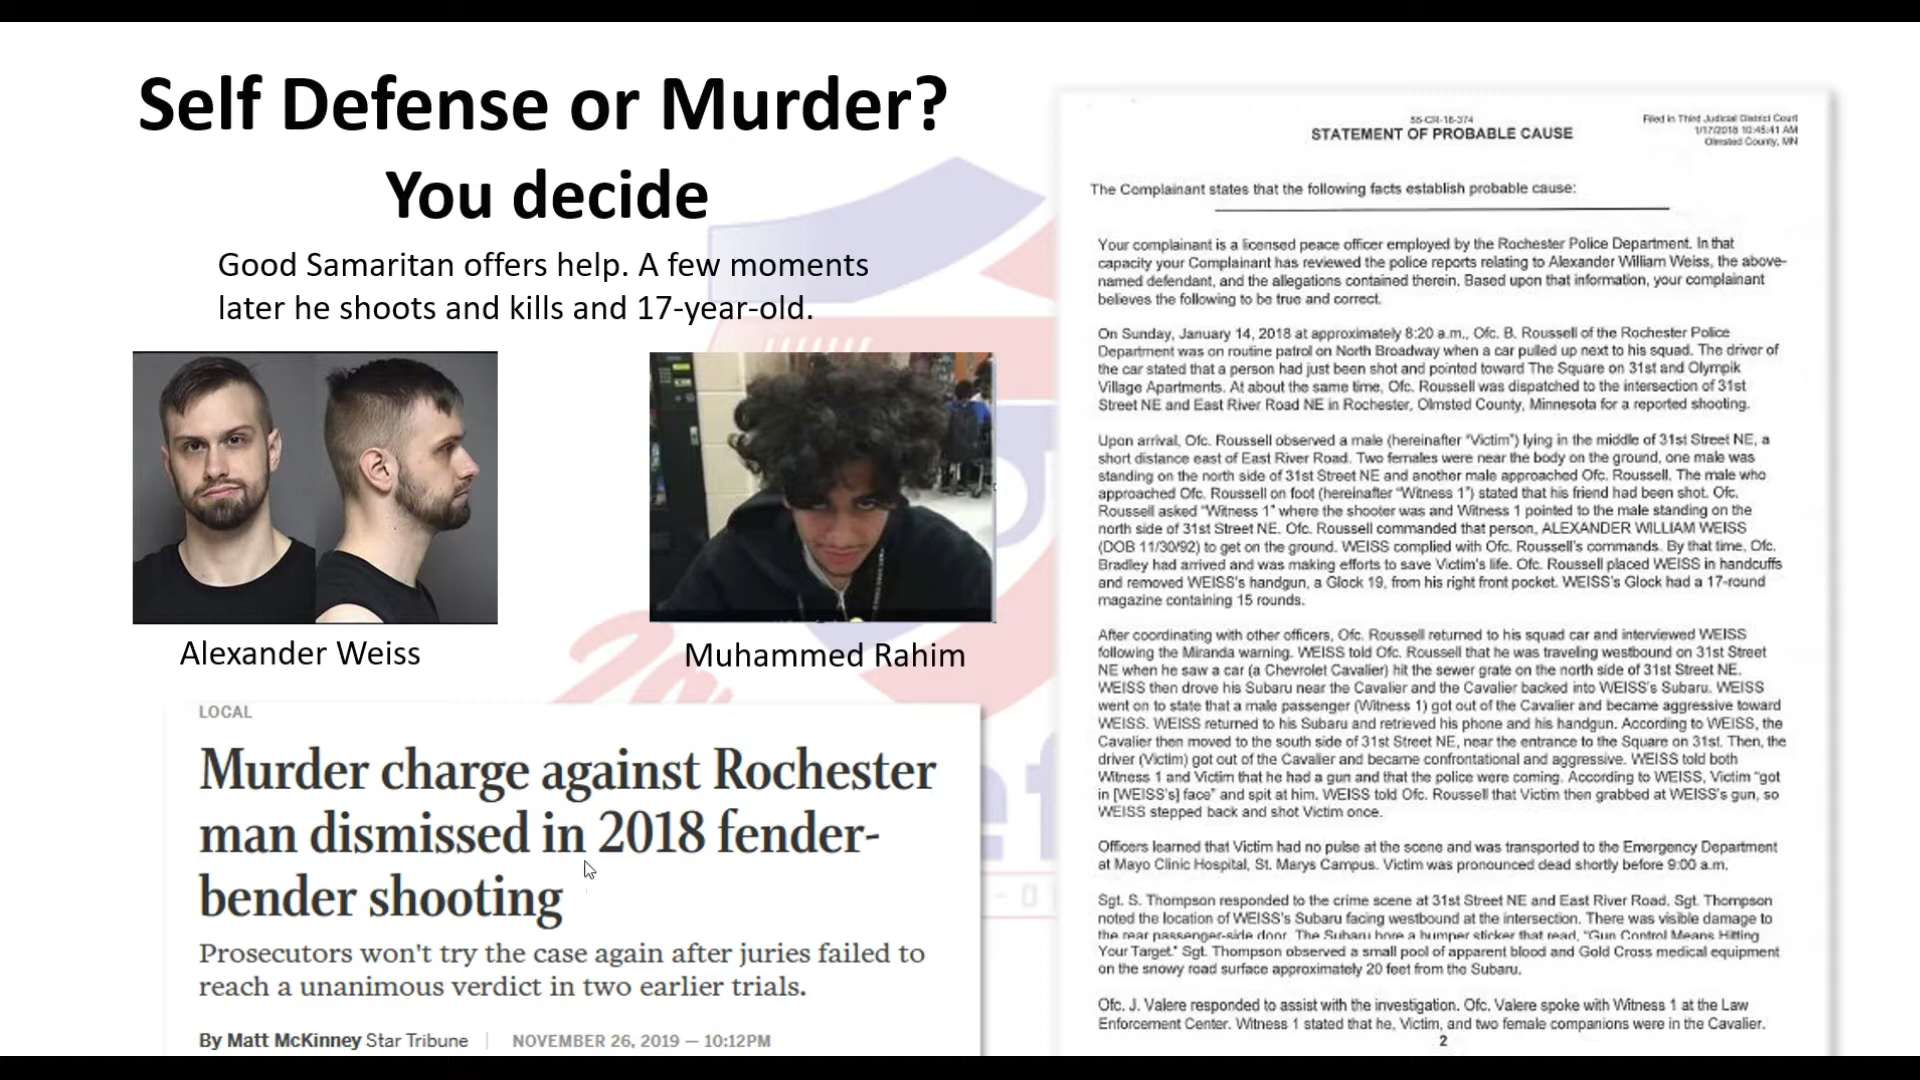 Self Defense or Murder?
You decide
Good Samaritan offers help. A few moments
later he shoots and kills and 17-year-old.
Alexander Weiss
Muhammed Rahim
LOCAL
Murder charge against Rochester
man dismissed in 2018 fender-
bender shooting
Prosecutors won't try the case again after juries failed to
reach a unanimous verdict in two earlier trials.
By Matt McKinney Star Tribune | NOVEMBER 26, 2019 — 10:12PM
55-CR-18-374
STATEMENT OF PROBABLE CAUSE
Filed in Third Judicial District Court
1/17/2018 10:45:41 AM
Olmsted County, MN
The Complainant states that the following facts establish probable cause:
Your complainant is a licensed peace officer employed by the Rochester Police Department. In that
capacity your Complainant has reviewed the police reports relating to Alexander William Weiss, the above-
named defendant, and the allegations contained therein. Based upon that information, your complainant
believes the following to be true and correct.
On Sunday, January 14, 2018 at approximately 8:20 a.m., Ofc. B. Roussell of the Rochester Police
Department was on routine patrol on North Broadway when a car pulled up next to his squad. The driver of
the car stated that a person had just been shot and pointed toward The Square on 31st and Olympik
Village Apartments. At about the same time, Ofc. Roussell was dispatched to the intersection of 31st
Street NE and East River Road NE in Rochester, Olmsted County, Minnesota for a reported shooting.
Upon arrival, Ofc. Roussell observed a male (hereinafter "Victim") lying in the middle of 31st Street NE, a
short distance east of East River Road. Two females were near the body on the ground, one male was
standing on the north side of 31st Street NE and another male approached Ofc. Roussell. The male who
approached Ofc. Roussell on foot (hereinafter "Witness 1") stated that his friend had been shot. Ofc.
Roussell asked "Witness 1" where the shooter was and Witness 1 pointed to the male standing on the
north side of 31st Street NE. Ofc. Roussell commanded that person, ALEXANDER WILLIAM WEISS
(DOB 11/30/92) to get on the ground. WEISS complied with Ofc. Roussell's commands. By that time, Ofc.
Bradley had arrived and was making efforts to save Victim's life. Ofc. Roussell placed WEISS in handcuffs
and removed WEISS's handgun, a Glock 19, from his right front pocket. WEISS's Glock had a 17-round
magazine containing 15 rounds.
After coordinating with other officers, Ofc. Roussell returned to his squad car and interviewed WEISS
following the Miranda warning. WEISS told Ofc. Roussell that he was traveling westbound on 31st Street
NE when he saw a car (a Chevrolet Cavalier) hit the sewer grate on the north side of 31st Street NE.
WEISS then drove his Subaru near the Cavalier and the Cavalier backed into WEISS's Subaru. WEISS
went on to state that a male passenger (Witness 1) got out of the Cavalier and became aggressive toward
WEISS. WEISS returned to his Subaru and retrieved his phone and his handgun. According to WEISS, the
Cavalier then moved to the south side of 31st Street NE, near the entrance to the Square on 31st. Then, the
driver (Victim) got out of the Cavalier and became confrontational and aggressive. WEISS told both
Witness 1 and Victim that he had a gun and that the police were coming. According to WEISS, Victim "got
in [WEISS's] face" and spit at him. WEISS told Ofc. Roussell that Victim then grabbed at WEISS's gun, so
WEISS stepped back and shot Victim once.
Officers learned that Victim had no pulse at the scene and was transported to the Emergency Department
at Mayo Clinic Hospital, St. Marys Campus. Victim was pronounced dead shortly before 9:00 a.m.
Sgt. S. Thompson responded to the crime scene at 31st Street NE and East River Road. Sgt. Thompson
noted the location of WEISS's Subaru facing westbound at the intersection. There was visible damage to
the rear passenger-side door. The Subaru bore a bumper sticker that read, "Gun Control Means Hitting
Your Target." Sgt. Thompson observed a small pool of apparent blood and Gold Cross medical equipment
on the snowy road surface approximately 20 feet from the Subaru.
Ofc. J. Valere responded to assist with the investigation. Ofc. Valere spoke with Witness 1 at the Law
Enforcement Center. Witness 1 stated that he, Victim, and two female companions were in the Cavalier.
2